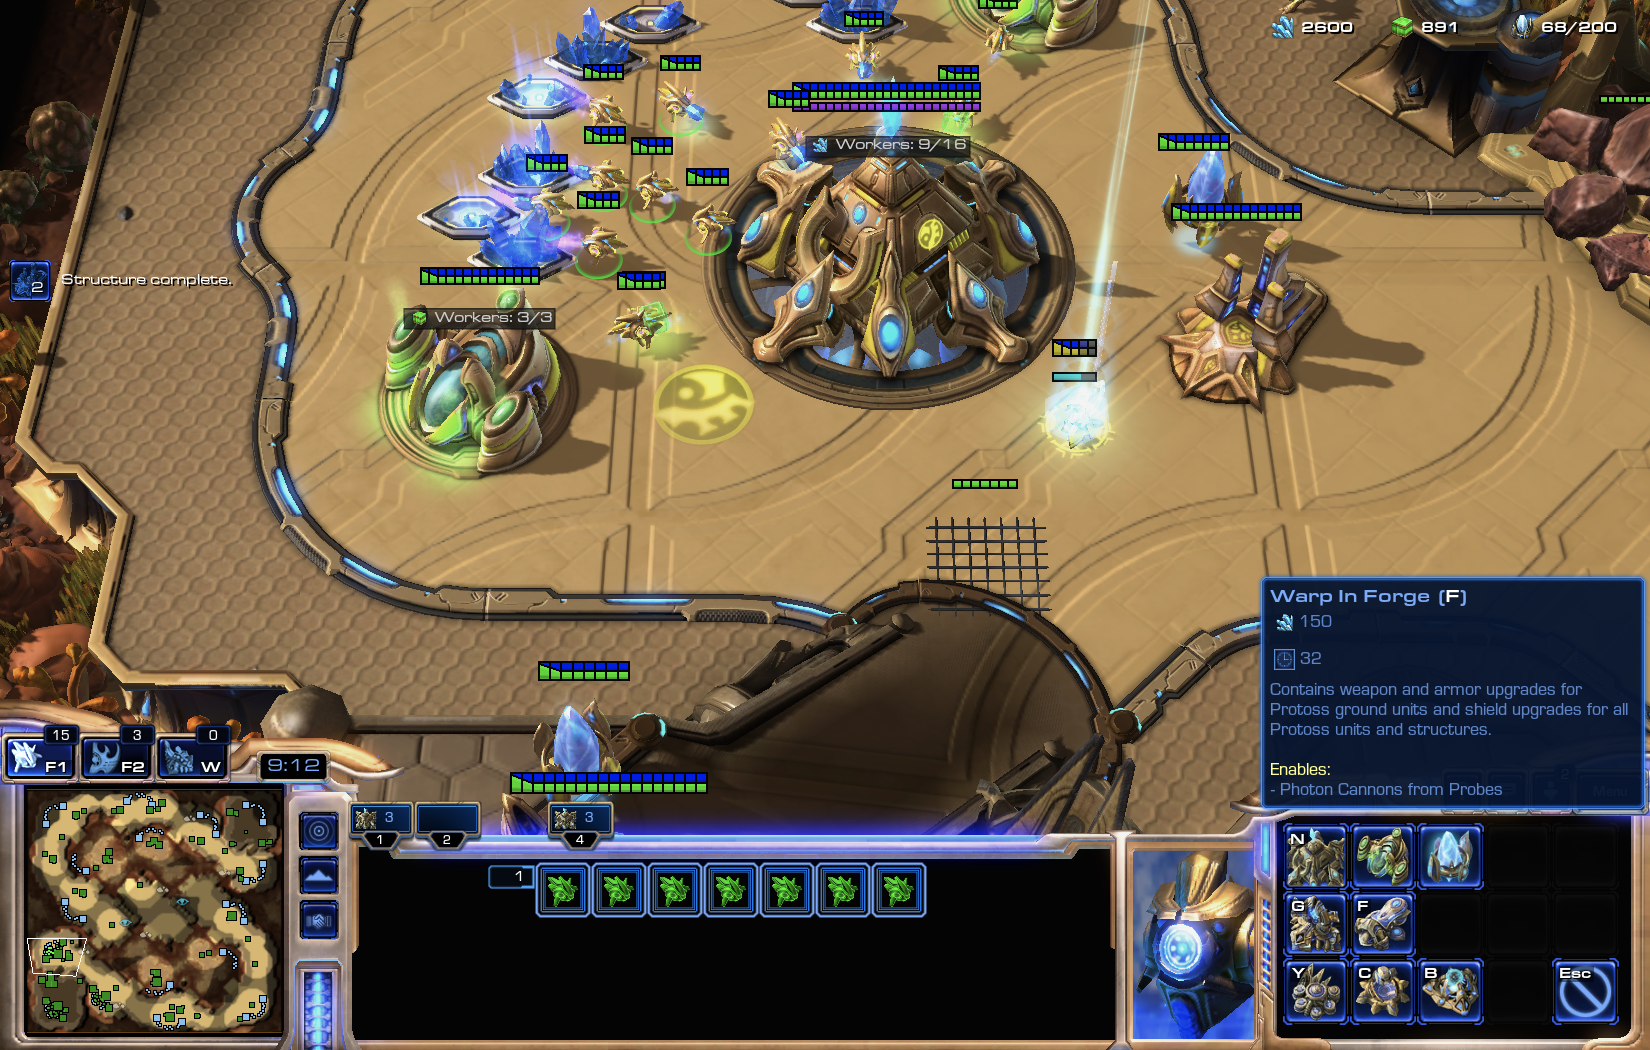 2600
891
68/200
Workers: 9/16
2
Structure complete.
Workers: 3/3
Warp In Forge (F)
150
32
Contains weapon and armor upgrades for
Protoss ground units and shield upgrades for all
Protoss units and structures.
Enables:
- Photon Cannons from Probes
15
3
0
F1
F2
W
9:12
3
3
1
2
4
1
N
G
F
Y
C
B
Esc